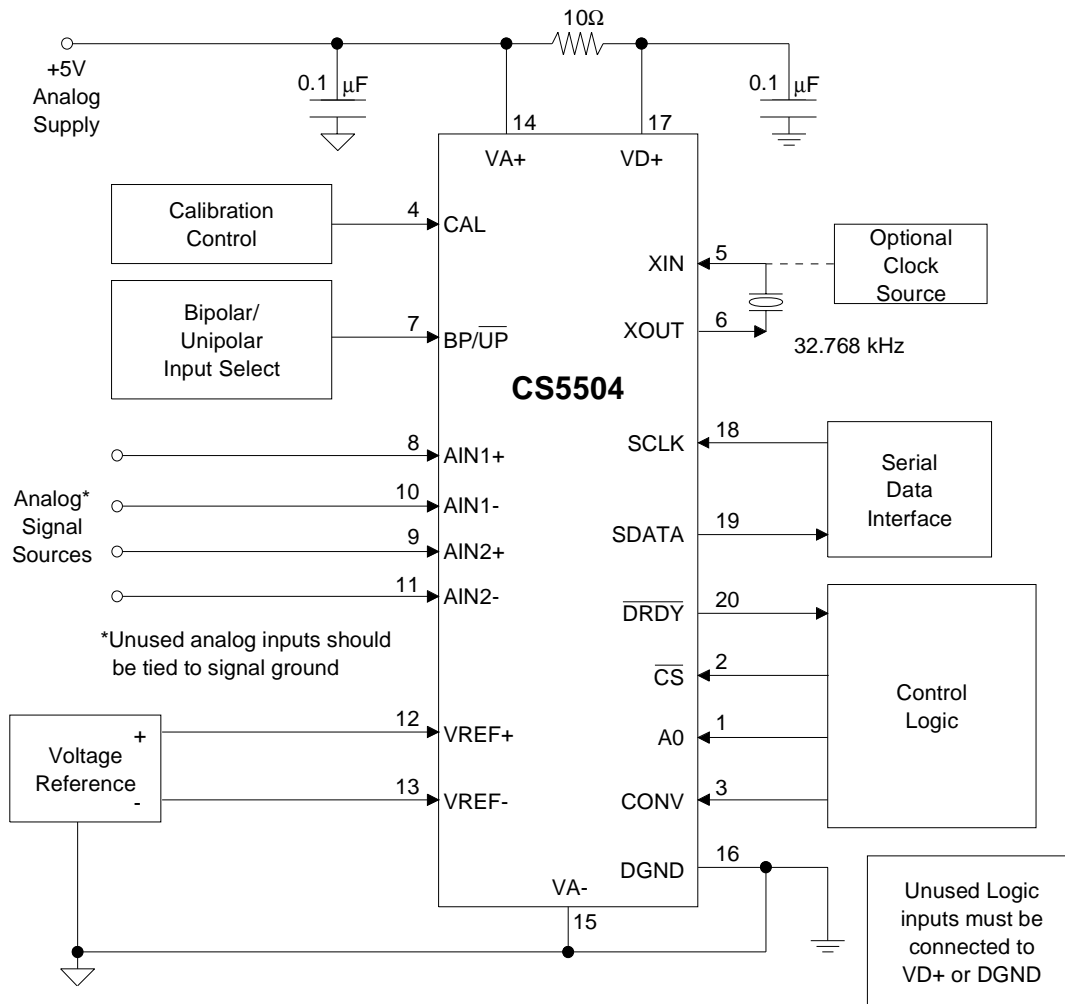 10Ω
+5V
Analog
Supply
0.1 µF
0.1 µF
14
17
VA+
VD+
Calibration
Control
4
CAL
Optional
Clock
Source
5
XIN
Bipolar/
Unipolar
Input Select
7
BP/UP
6
XOUT
32.768 kHz
CS5504
8
AIN1+
18
SCLK
Serial
Data
Interface
Analog*
Signal
Sources
10
AIN1-
9
AIN2+
19
SDATA
11
AIN2-
20
DRDY
*Unused analog inputs should
be tied to signal ground
2
CS
Control
Logic
12
VREF+
1
A0
+
Voltage
Reference
-
13
VREF-
3
CONV
16
DGND
VA-
15
Unused Logic
inputs must be
connected to
VD+ or DGND